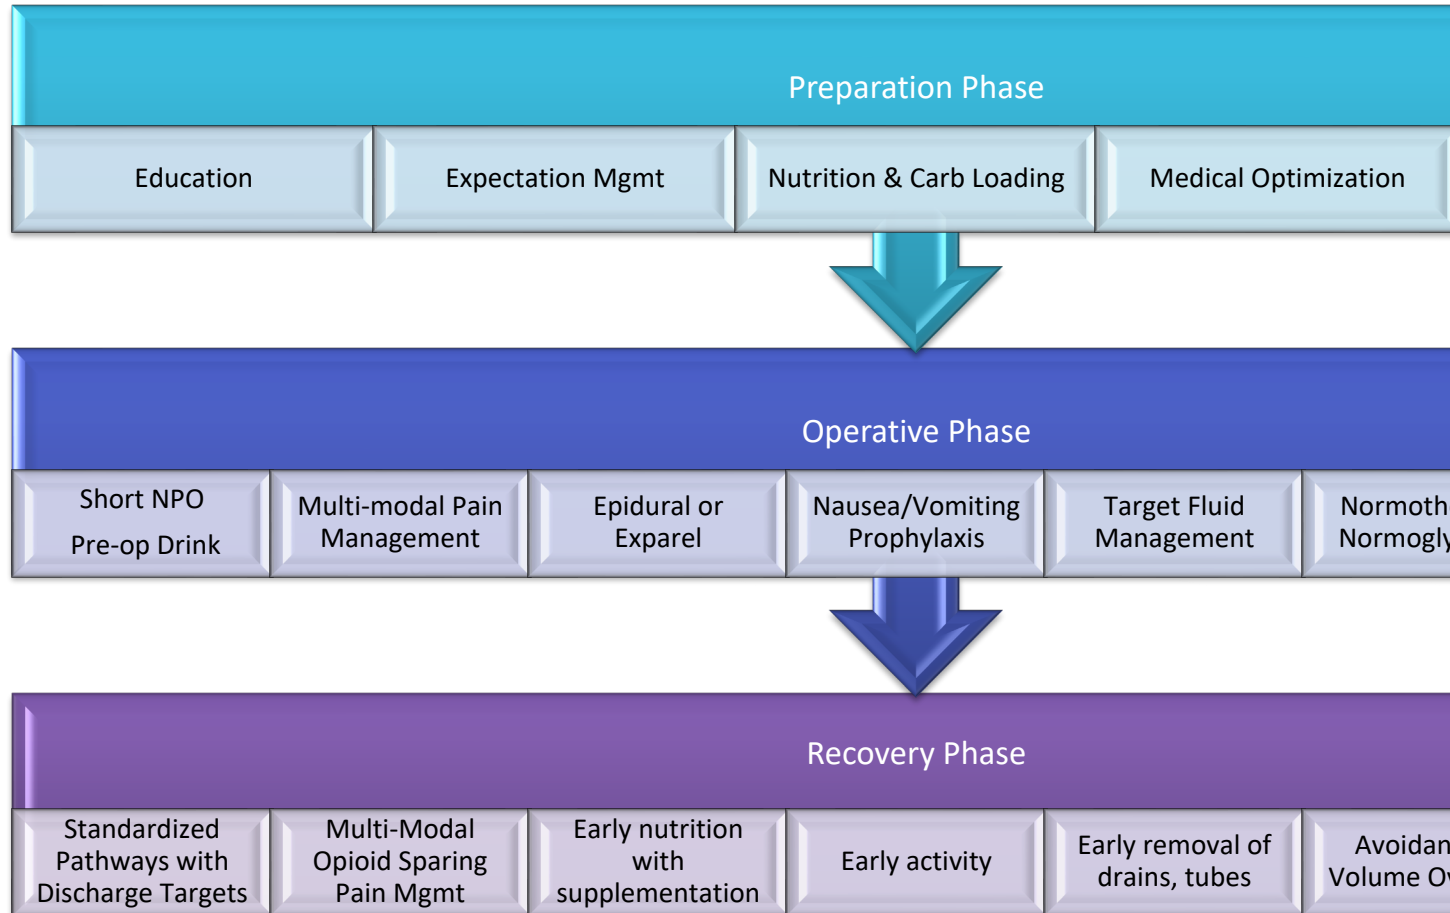 Preparation Phase
Education
Expectation Mgmt
Nutrition & Carb Loading
Medical Optimization
Operative Phase
Short NPO
Pre-op Drink
Multi-modal Pain
Management
Epidural or
Exparel
Nausea/Vomiting
Prophylaxis
Target Fluid
Management
Recovery Phase
Standardized
Pathways with
Discharge Targets
Multi-Modal
Opioid Sparing
Pain Mgmt
Early nutrition
with
supplementation
Early activity
Early removal of
drains, tubes
Volume